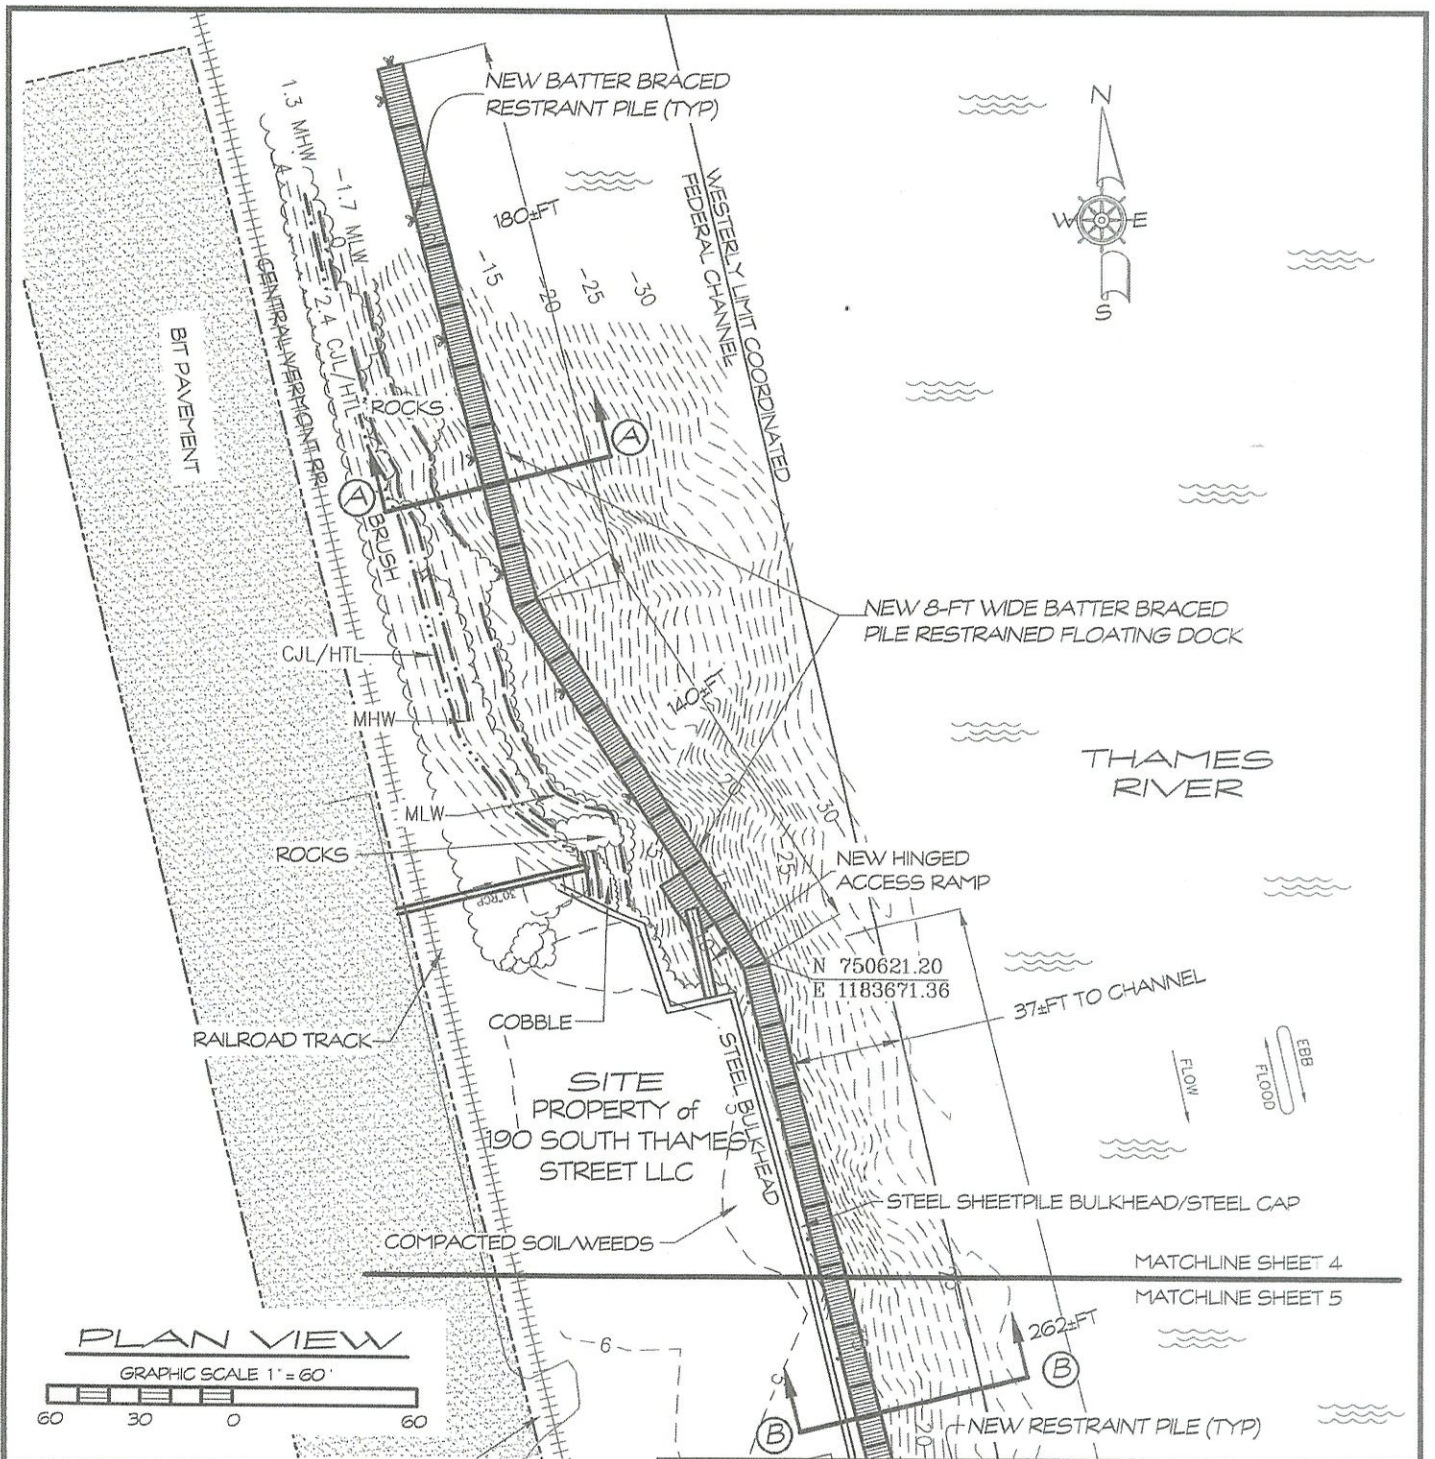 NEW BATTER BRACED
RESTRAINT PILE (TYP)
N
W
E
S
1.3 MHW
-1.7 MLW
0
4
2.4 CJL/HTL
180±FT
-15
-20
-25
-30
WESTERLY LIMIT COORDINATED
FEDERAL CHANNEL
CENTRAL VERMONT RR
BIT PAVEMENT
ROCKS
A
A
BRUSH
NEW 8-FT WIDE BATTER BRACED
PILE RESTRAINED FLOATING DOCK
CJL/HTL
140±FT
MHW
THAMES
RIVER
MLW
30
ROCKS
25
NEW HINGED
ACCESS RAMP
30"RCP
N 750621.20
E 1183671.36
37±FT TO CHANNEL
COBBLE
RAILROAD TRACK
STEEL BULKHEAD
FLOW
FLOOD
EBB
SITE
PROPERTY of
190 SOUTH THAMES
STREET LLC
STEEL SHEETPILE BULKHEAD/STEEL CAP
COMPACTED SOIL/WEEDS
MATCHLINE SHEET 4
MATCHLINE SHEET 5
262±FT
6
B
B
20
NEW RESTRAINT PILE (TYP)
PLAN VIEW
GRAPHIC SCALE 1" = 60'
60 30 0 60